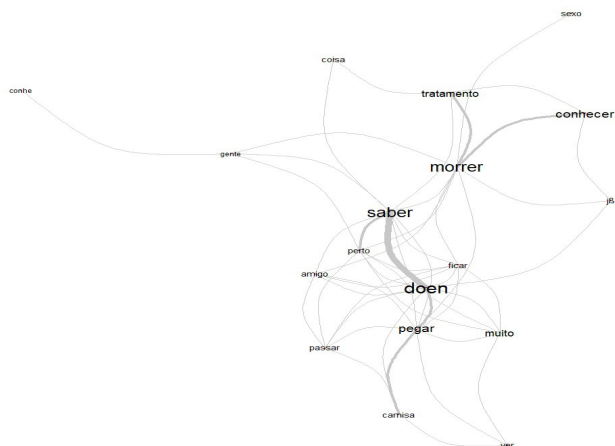 sexo
coisa
conhe
tratamento
conhecer
gente
morrer
jß
saber
perto
ficar
amigo
doen
pegar
muito
passar
camisa
ver